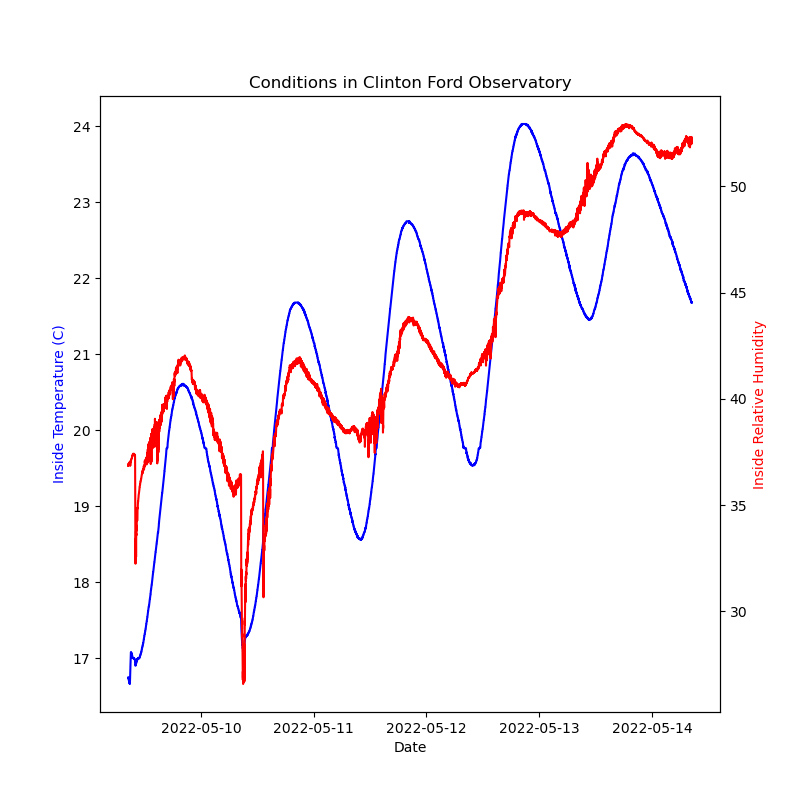 Conditions in Clinton Ford Observatory
24
23
22
21
20
19
18
17
Inside Temperature (C)
50
45
40
35
30
Inside Relative Humidity
2022-05-10 2022-05-11 2022-05-12 2022-05-13 2022-05-14
Date